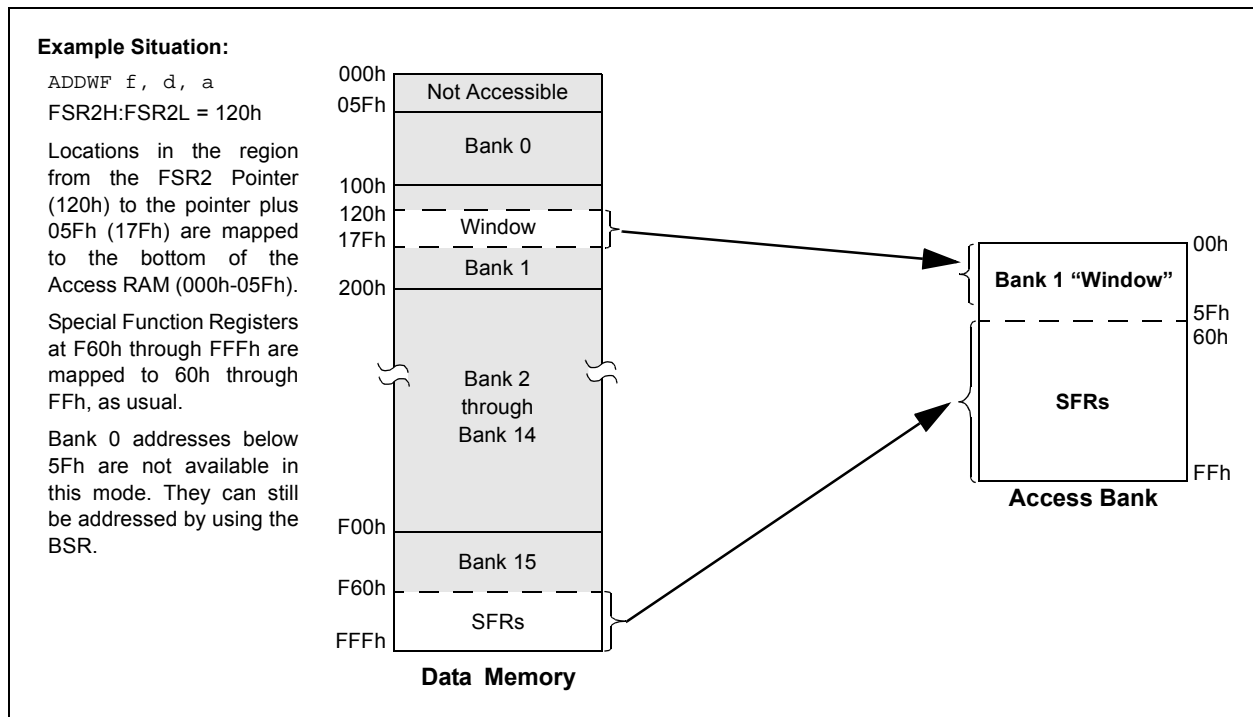 Example Situation:
ADDWF f, d, a
FSR2H:FSR2L = 120h
Locations in the region
from the FSR2 Pointer
(120h) to the pointer plus
05Fh (17Fh) are mapped
to the bottom of the
Access RAM (000h-05Fh).
Special Function Registers
at F60h through FFFh are
mapped to 60h through
FFh, as usual.
Bank 0 addresses below
5Fh are not available in
this mode. They can still
be addressed by using the
BSR.
000h
Not Accessible
05Fh
Bank 0
100h
120h
Window
17Fh
Bank 1
200h
Bank 2
through
Bank 14
F00h
Bank 15
F60h
SFRs
FFFh
Data Memory
00h
Bank 1 “Window”
5Fh
60h
SFRs
FFh
Access Bank